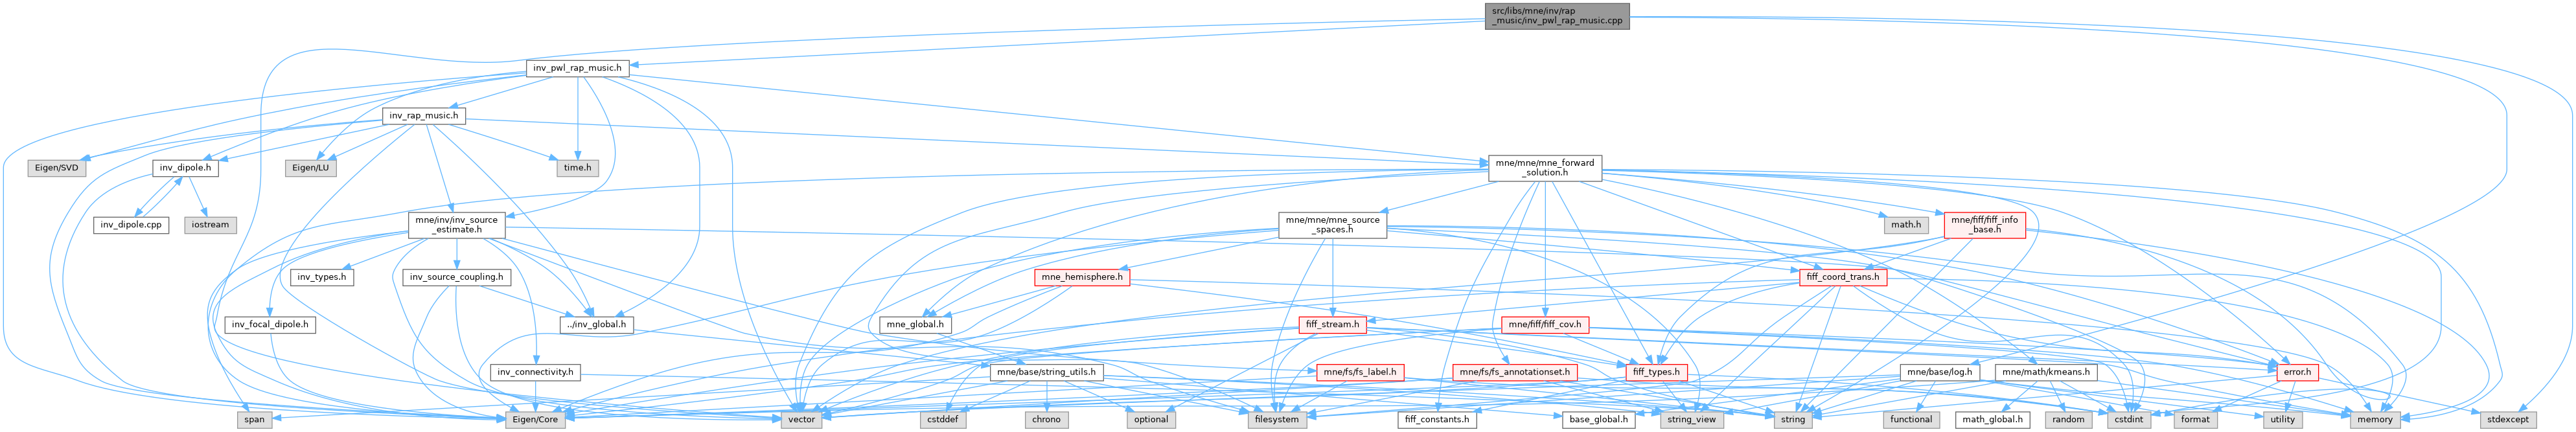 src/libs/mne/inv/rap
_music/inv_pwl_rap_music.cpp
inv_pwl_rap_music.h
inv_rap_music.h
Eigen/SVD
inv_dipole.h
Eigen/LU
time.h
mne/mne/mne_forward
_solution.h
inv_dipole.cpp
iostream
mne/inv/inv_source
_estimate.h
mne/mne/mne_source
_spaces.h
math.h
mne/fiff/fiff_info
_base.h
inv_types.h
inv_source_coupling.h
mne_hemisphere.h
fiff_coord_trans.h
inv_focal_dipole.h
../inv_global.h
mne_global.h
fiff_stream.h
mne/fiff/fiff_cov.h
inv_connectivity.h
mne/base/string_utils.h
mne/fs/fs_label.h
mne/fs/fs_annotationset.h
fiff_types.h
mne/base/log.h
mne/math/kmeans.h
error.h
span
Eigen/Core
vector
cstddef
chrono
optional
filesystem
fiff_constants.h
base_global.h
string_view
string
functional
math_global.h
random
cstdint
format
utility
memory
stdexcept